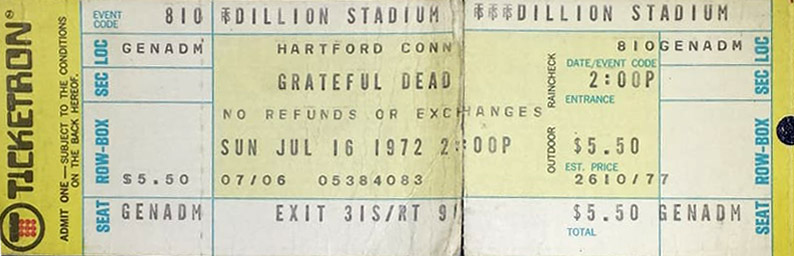 TICKETRON®
ADMIT ONE — SUBJECT TO THE CONDITIONS
ON THE BACK HEREOF.
EVENT CODE 810 DILLION STADIUM DILLION STADIUM
SEC LOC GENADM HARTFORD CONN RAINCHECK 810 GENADM SEC LOC
DATE/EVENT CODE
GRATEFUL DEAD 2:00P
ENTRANCE
NO REFUNDS OR EXCHANGES
ROW-BOX SUN JUL 16 1972 2:00P OUTDOOR $5.50 ROW-BOX
EST. PRICE
$5.50 07/06 05384083 2610/77
SEAT GENADM EXIT 31S/RT 91 $5.50 GENADM SEAT
TOTAL